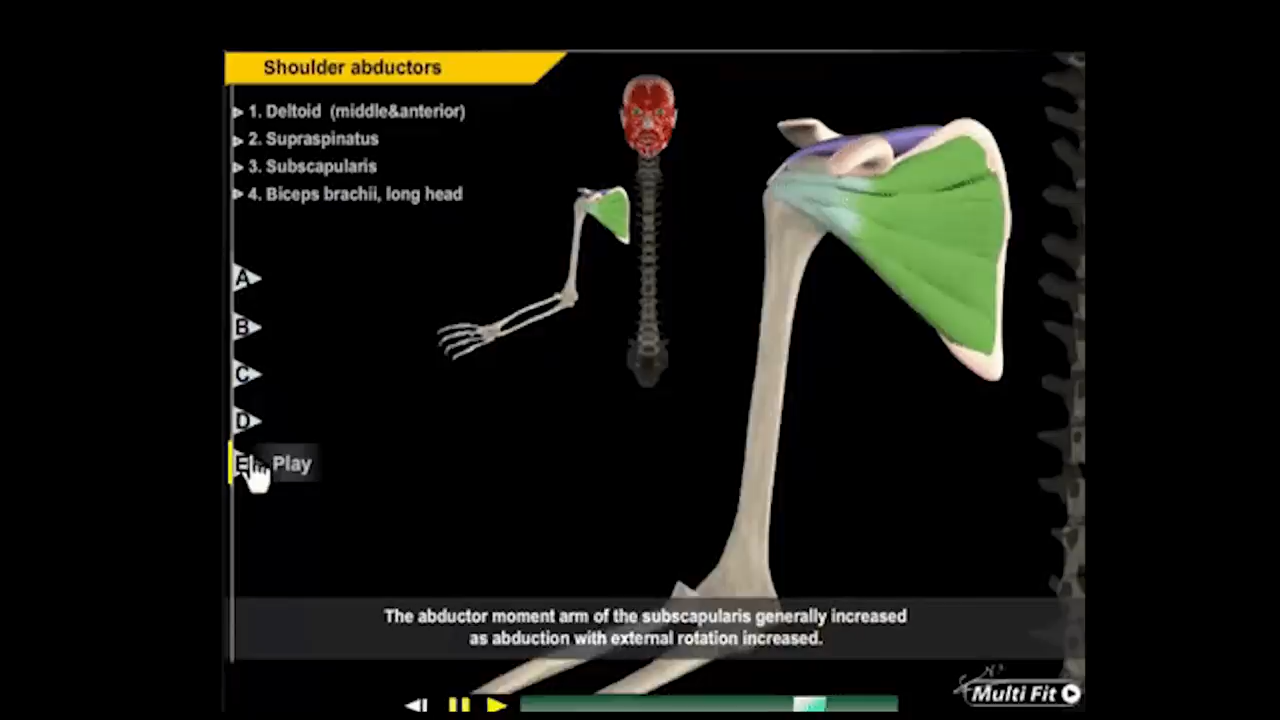 Shoulder abductors
1. Deltoid (middle&anterior)
2. Supraspinatus
3. Subscapularis
4. Biceps brachii, long head
A
B
C
D
E Play
The abductor moment arm of the subscapularis generally increased
as abduction with external rotation increased.
Multi Fit